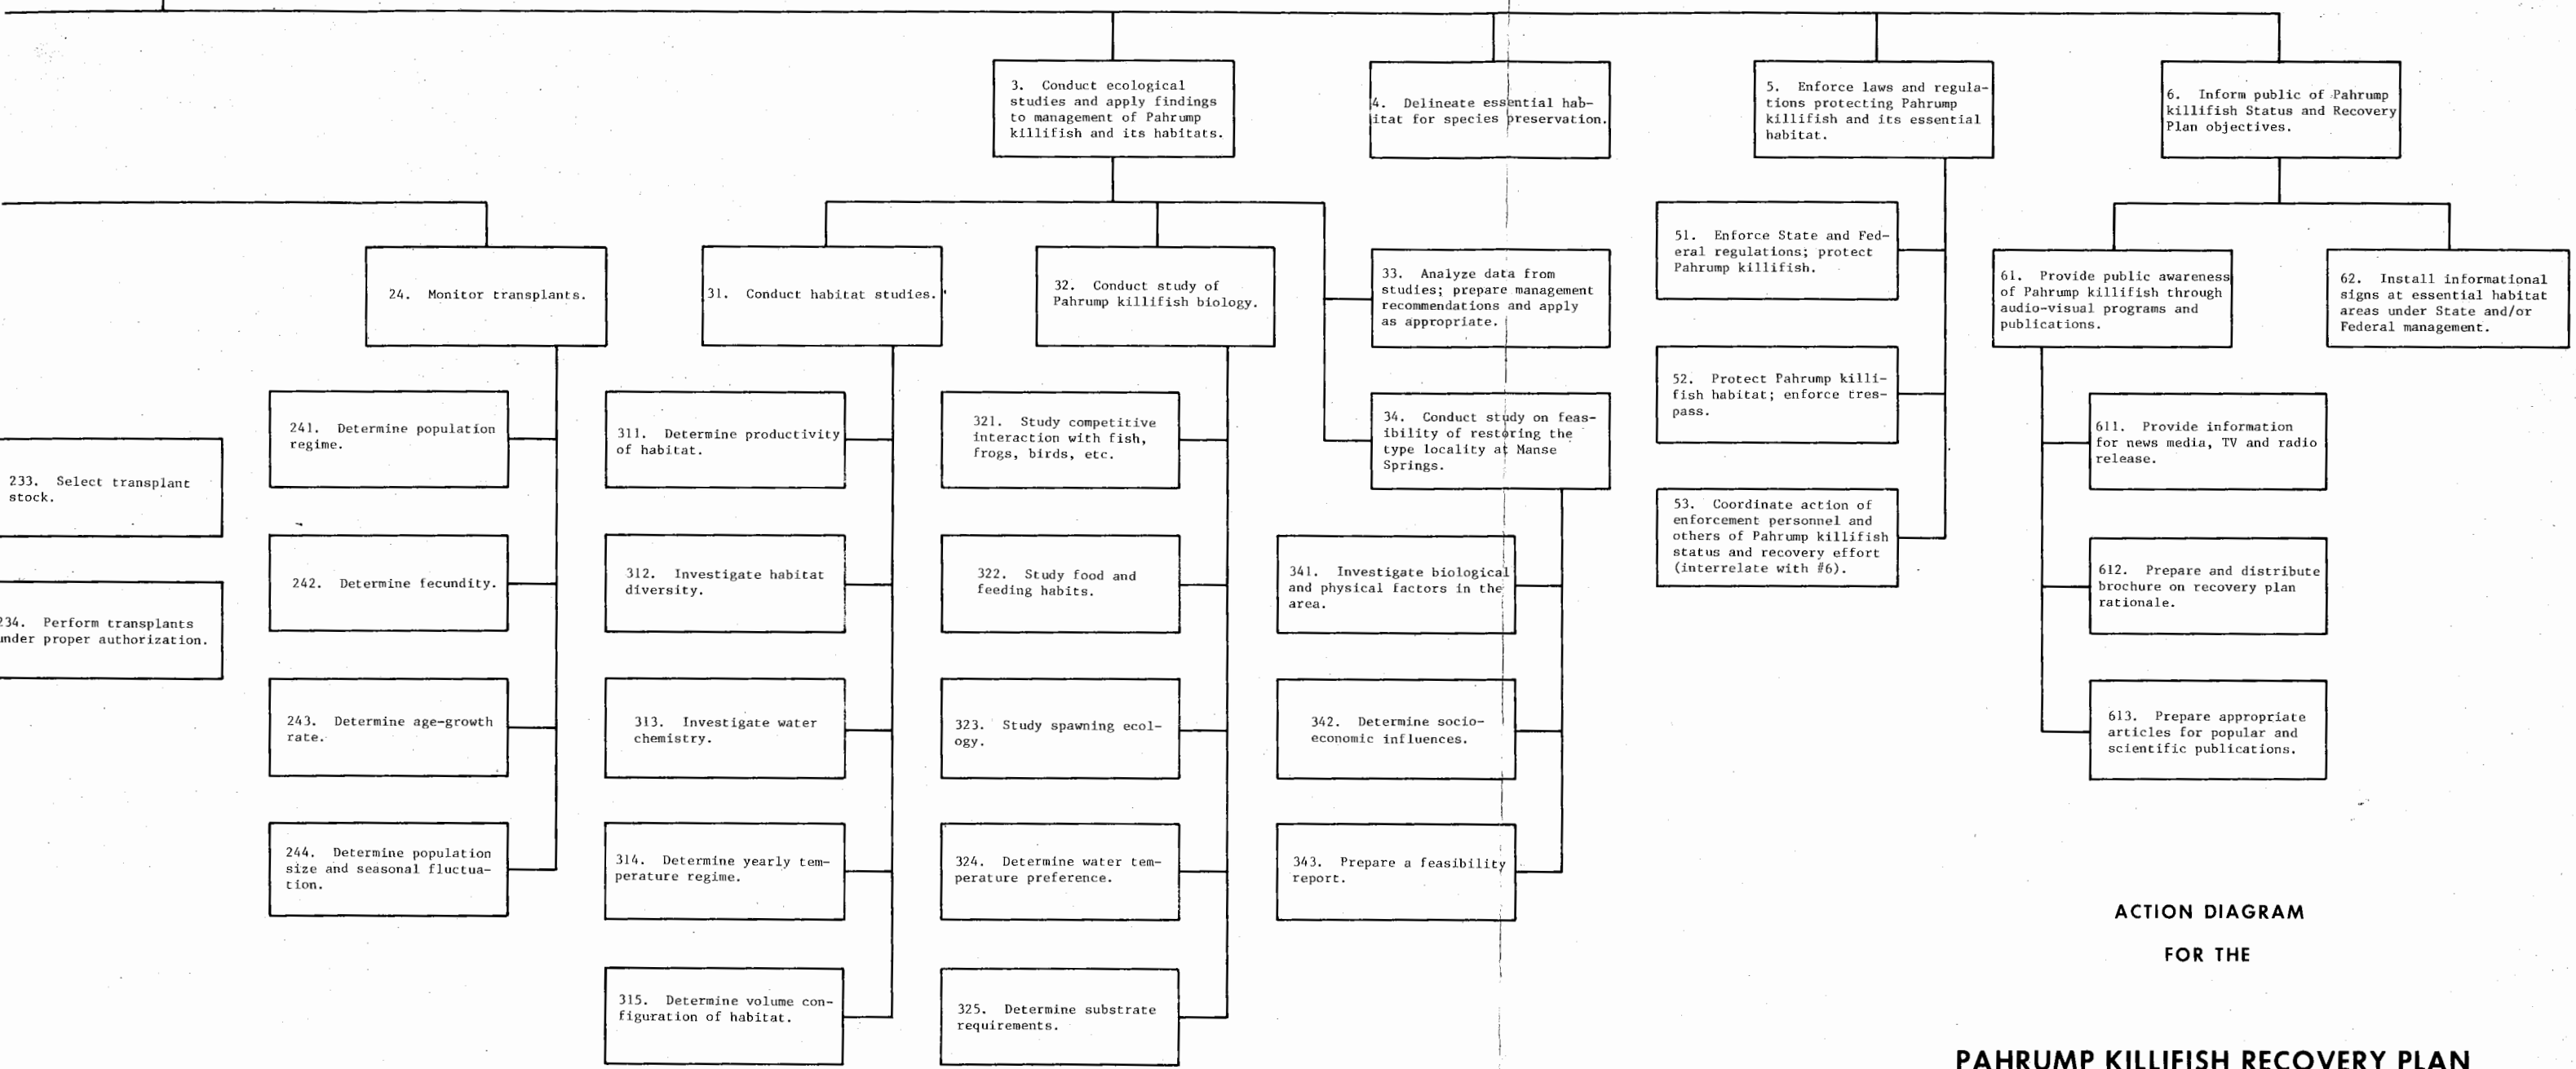 3. Conduct ecological
studies and apply findings
to management of Pahrump
killifish and its habitats.
4. Delineate essential hab-
itat for species preservation.
5. Enforce laws and regula-
tions protecting Pahrump
killifish and its essential
habitat.
6. Inform public of Pahrump
killifish Status and Recovery
Plan objectives.
24. Monitor transplants.
31. Conduct habitat studies.
32. Conduct study of
Pahrump killifish biology.
33. Analyze data from
studies; prepare management
recommendations and apply
as appropriate.
34. Conduct study on feas-
ibility of restoring the
type locality at Manse
Springs.
51. Enforce State and Fed-
eral regulations; protect
Pahrump killifish.
52. Protect Pahrump killi-
fish habitat; enforce tres-
pass.
53. Coordinate action of
enforcement personnel and
others of Pahrump killifish
status and recovery effort
(interrelate with #6).
61. Provide public awareness
of Pahrump killifish through
audio-visual programs and
publications.
62. Install informational
signs at essential habitat
areas under State and/or
Federal management.
233. Select transplant
stock.
234. Perform transplants
under proper authorization.
241. Determine population
regime.
242. Determine fecundity.
243. Determine age-growth
rate.
244. Determine population
size and seasonal fluctua-
tion.
311. Determine productivity
of habitat.
312. Investigate habitat
diversity.
313. Investigate water
chemistry.
314. Determine yearly tem-
perature regime.
315. Determine volume con-
figuration of habitat.
321. Study competitive
interaction with fish,
frogs, birds, etc.
322. Study food and
feeding habits.
323. Study spawning ecol-
ogy.
324. Determine water tem-
perature preference.
325. Determine substrate
requirements.
341. Investigate biological
and physical factors in the
area.
342. Determine socio-
economic influences.
343. Prepare a feasibility
report.
611. Provide information
for news media, TV and radio
release.
612. Prepare and distribute
brochure on recovery plan
rationale.
613. Prepare appropriate
articles for popular and
scientific publications.
ACTION DIAGRAM
FOR THE
PAHRUMP KILLIFISH RECOVERY PLAN